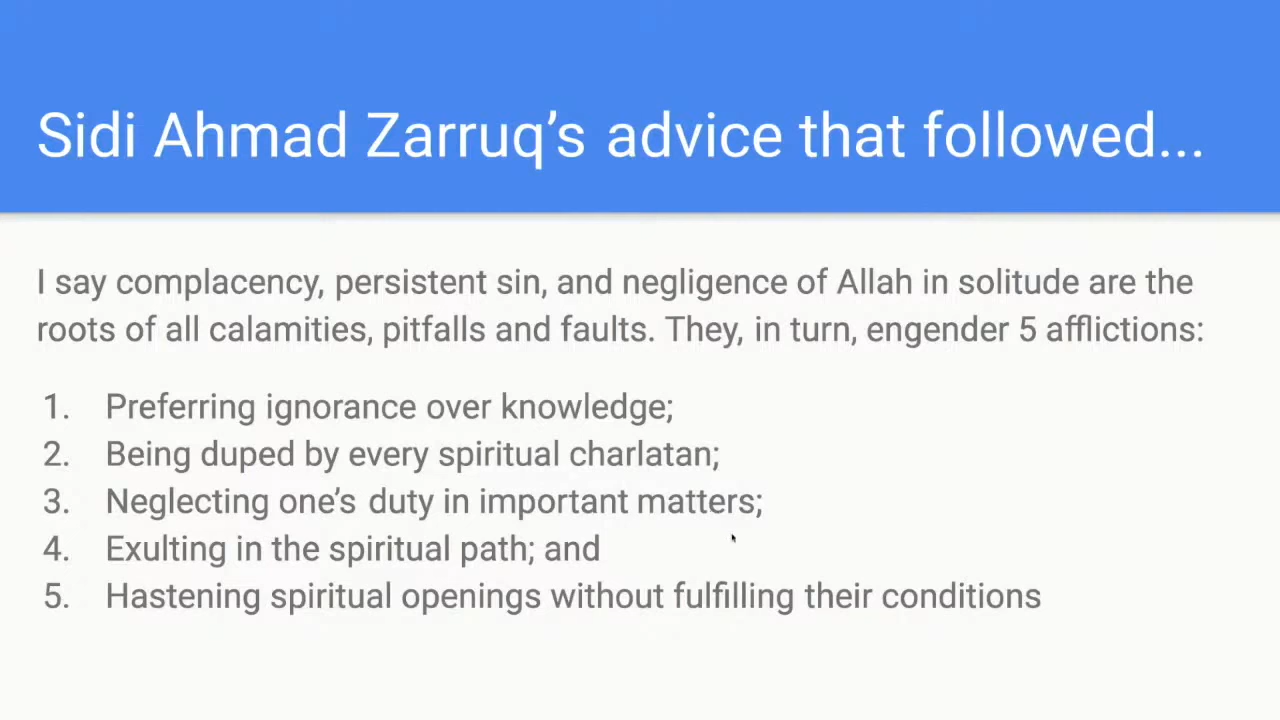 Sidi Ahmad Zarruq’s advice that followed...
I say complacency, persistent sin, and negligence of Allah in solitude are the
roots of all calamities, pitfalls and faults. They, in turn, engender 5 afflictions:
1. Preferring ignorance over knowledge;
2. Being duped by every spiritual charlatan;
3. Neglecting one’s duty in important matters;
4. Exulting in the spiritual path; and
5. Hastening spiritual openings without fulfilling their conditions